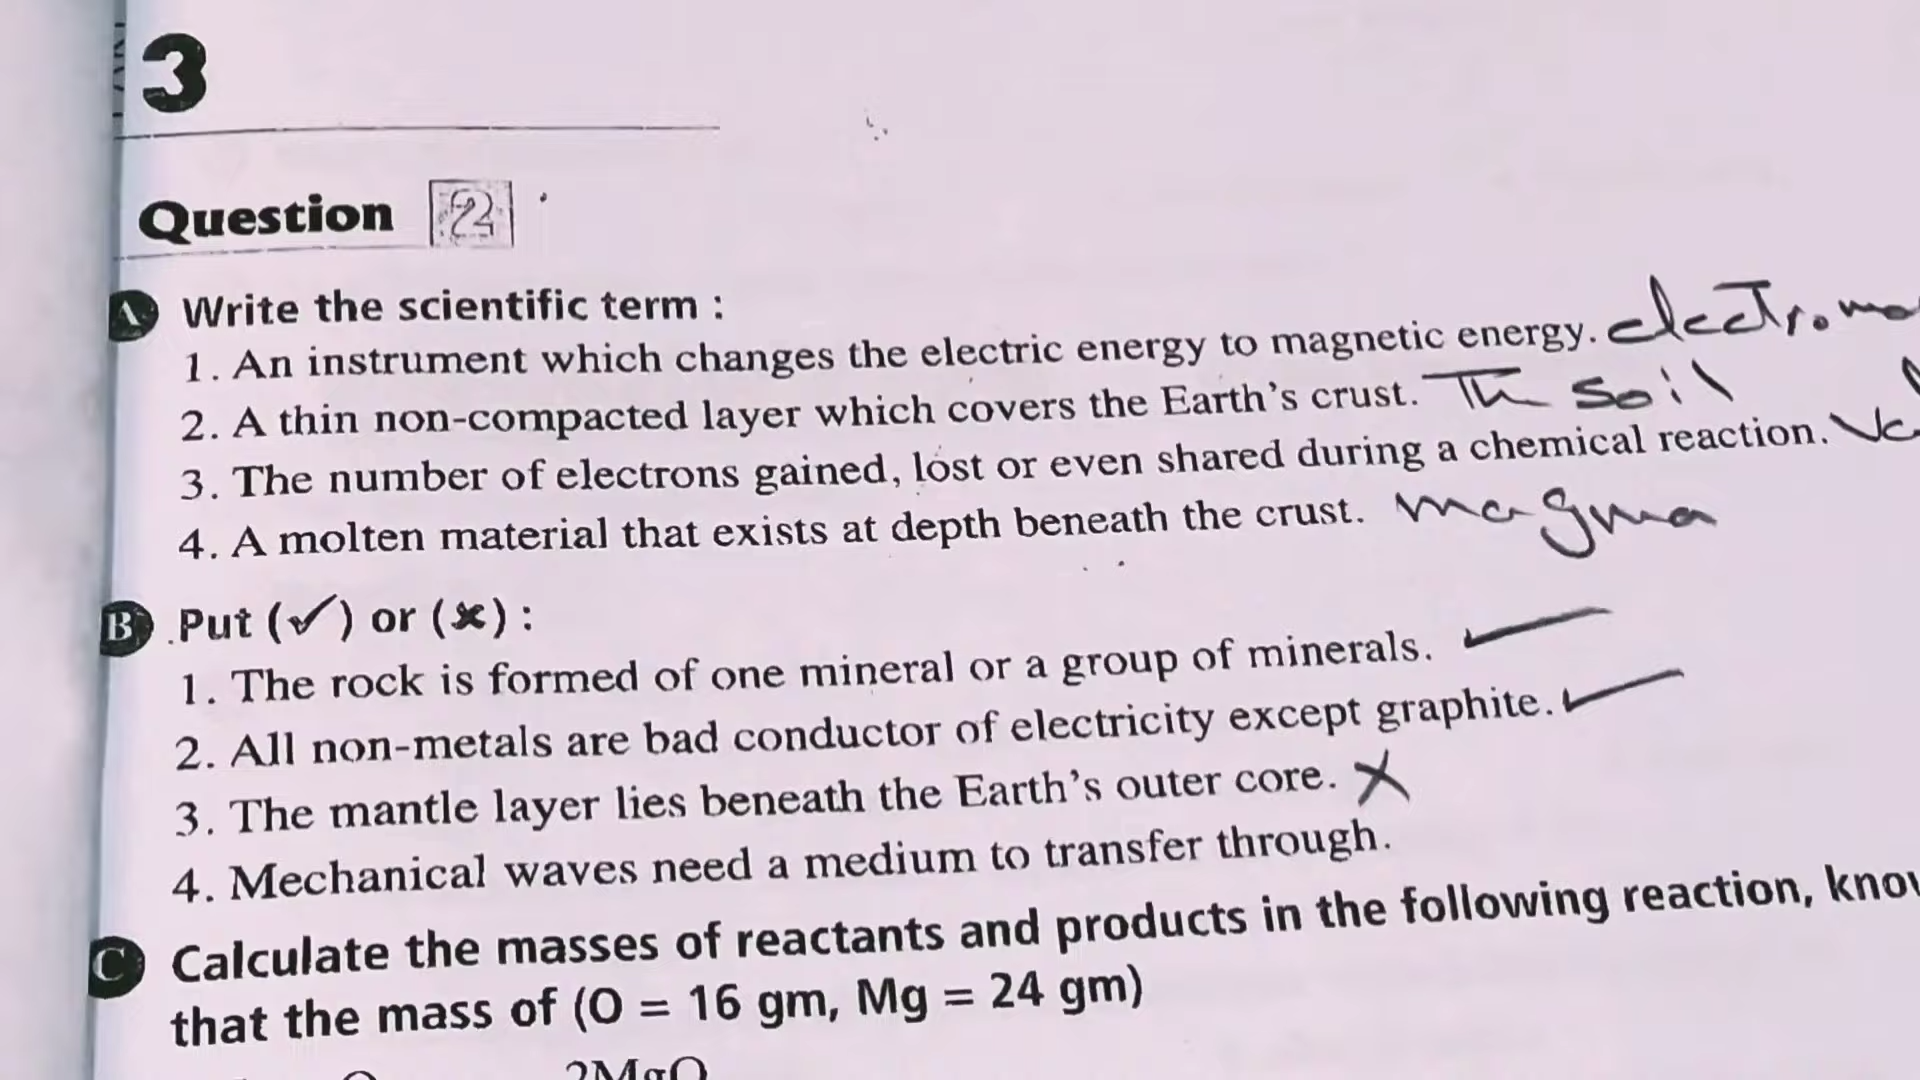 3
Question 2
A Write the scientific term :
1. An instrument which changes the electric energy to magnetic energy. electromo
2. A thin non-compacted layer which covers the Earth's crust. The soil
3. The number of electrons gained, lost or even shared during a chemical reaction.
4. A molten material that exists at depth beneath the crust. magma
B Put (✓) or (✗) :
1. The rock is formed of one mineral or a group of minerals. ✓
2. All non-metals are bad conductor of electricity except graphite. ✓
3. The mantle layer lies beneath the Earth's outer core. X
4. Mechanical waves need a medium to transfer through.
C Calculate the masses of reactants and products in the following reaction, know
that the mass of (O = 16 gm, Mg = 24 gm)
2MgO